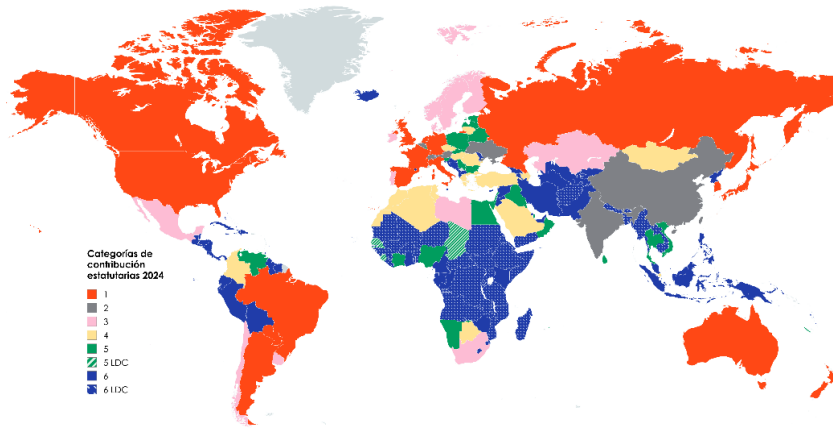 Categorías de
contribución
estatutarias 2024
1
2
3
4
5
5 LDC
6
6 LDC